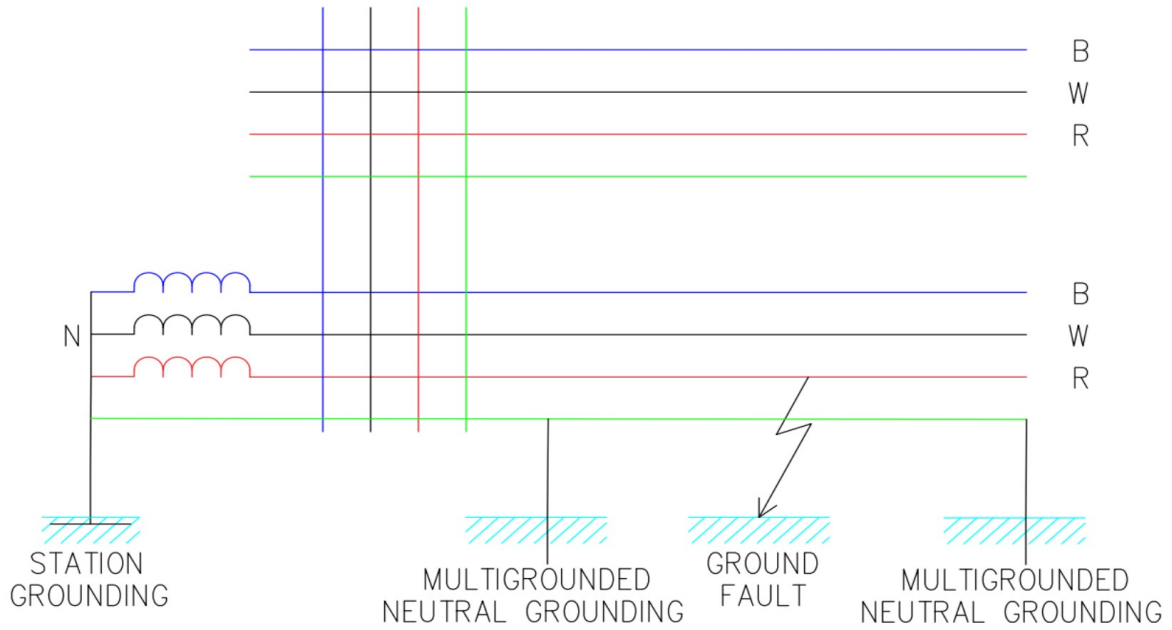 B
W
R
B
N
W
R
STATION
GROUNDING
MULTIGROUNDED
NEUTRAL GROUNDING
GROUND
FAULT
MULTIGROUNDED
NEUTRAL GROUNDING